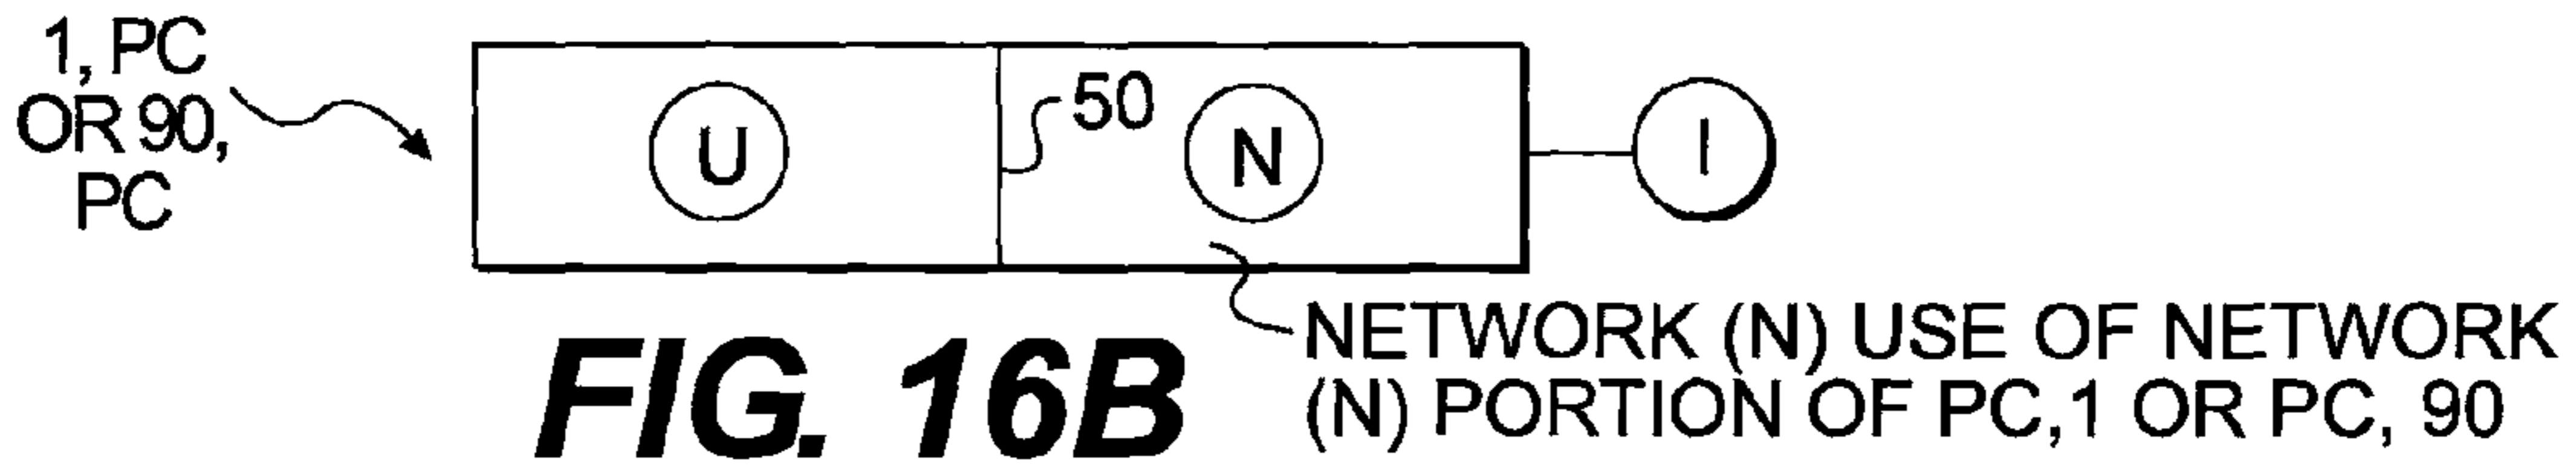 1, PC
OR 90,
PC
U
50
N
I
NETWORK (N) USE OF NETWORK
(N) PORTION OF PC,1 OR PC, 90
FIG. 16B